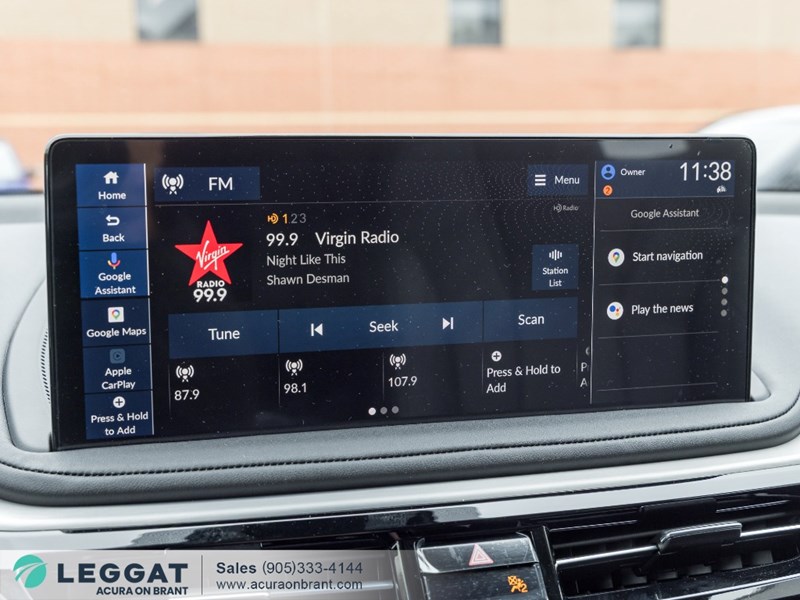 Home
Back
Google
Assistant
Google Maps
Apple
CarPlay
Press & Hold
to Add
FM
Menu
HD Radio
HD 123
99.9 Virgin Radio
Night Like This
Shawn Desman
Virgin
RADIO
99.9
Station
List
Tune
Seek
Scan
87.9
98.1
107.9
Press & Hold to
Add
P
A
Owner
2
11:38
Google Assistant
Start navigation
Play the news
LEGGAT
ACURA ON BRANT
Sales (905)333-4144
www.acuraonbrant.com